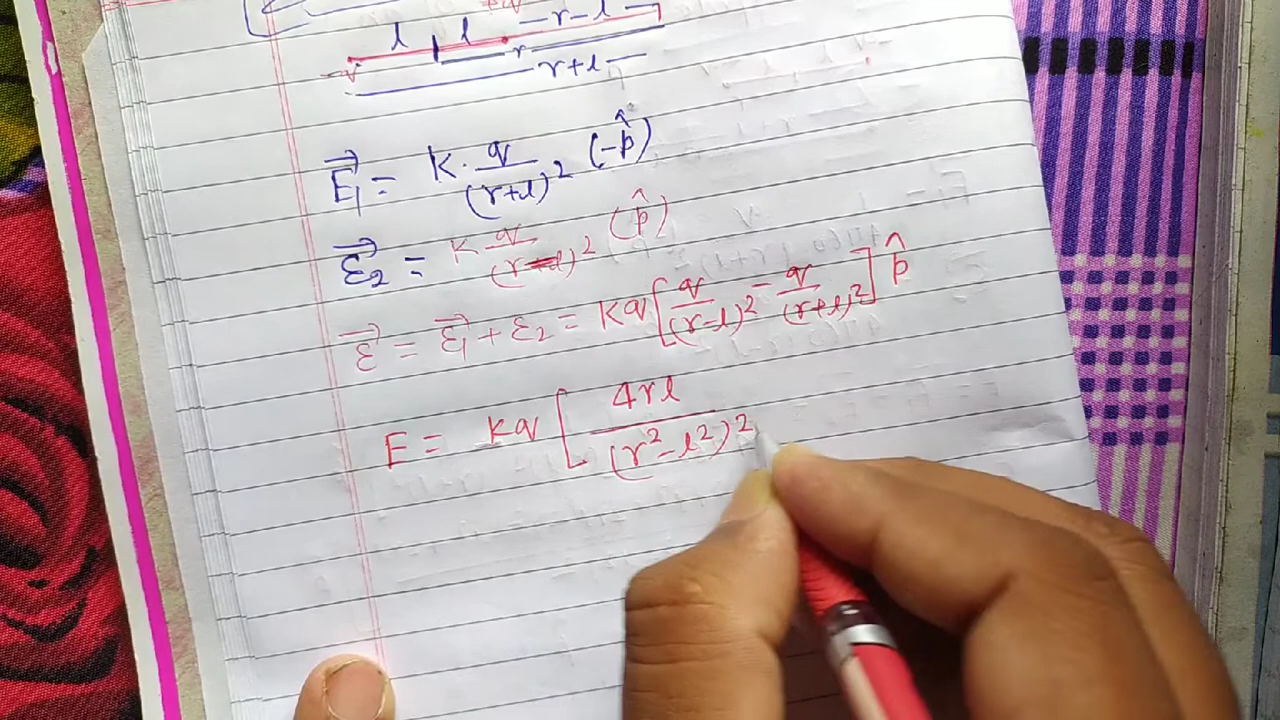 l l r - l
r
r + l
E⃗₁ = K · q/(r+l)² (-p̂)
E⃗₂ = K q/(r-l)² (p̂)
E⃗ = E⃗₁ + E₂ = Kq [q/(r-l)² - q/(r+l)²] p̂
E = Kq [4rl/(r²-l²)²